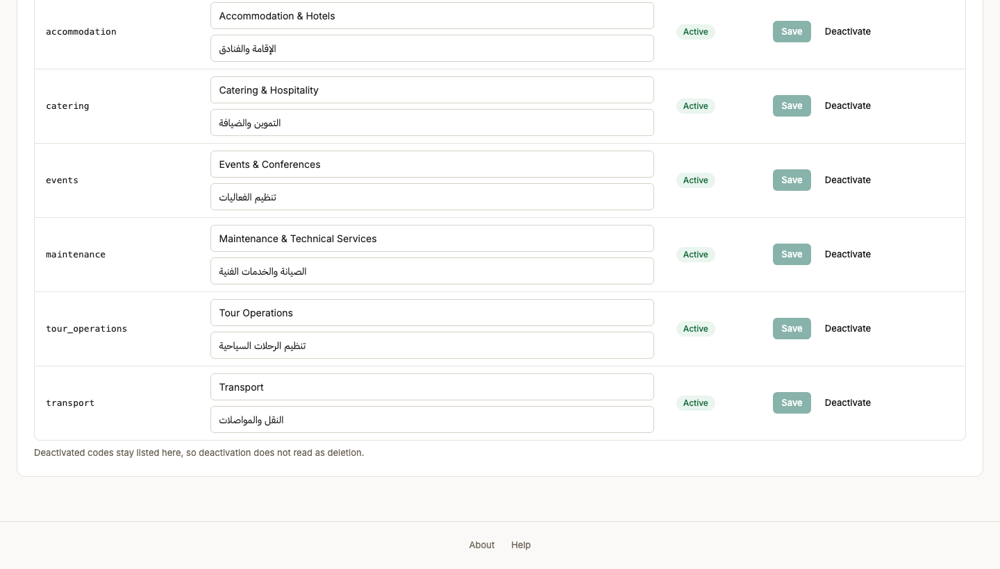 accommodation
Accommodation & Hotels
الإقامة والفنادق
Active
Save
Deactivate
catering
Catering & Hospitality
التموين والضيافة
Active
Save
Deactivate
events
Events & Conferences
تنظيم الفعاليات
Active
Save
Deactivate
maintenance
Maintenance & Technical Services
الصيانة والخدمات الفنية
Active
Save
Deactivate
tour_operations
Tour Operations
تنظيم الرحلات السياحية
Active
Save
Deactivate
transport
Transport
النقل والمواصلات
Active
Save
Deactivate
Deactivated codes stay listed here, so deactivation does not read as deletion.
About
Help